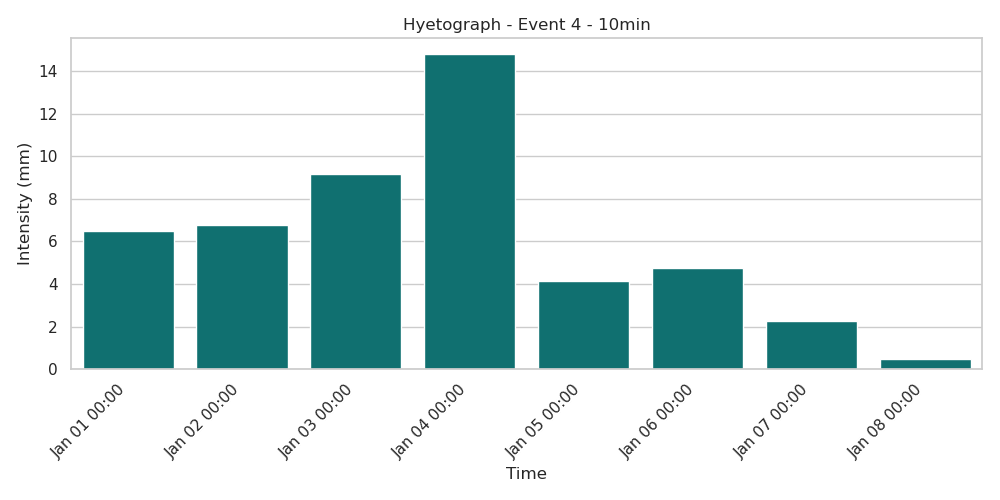 Hyetograph - Event 4 - 10min
Intensity (mm)
14
12
10
8
6
4
2
0
Jan 01 00:00
Jan 02 00:00
Jan 03 00:00
Jan 04 00:00
Jan 05 00:00
Jan 06 00:00
Jan 07 00:00
Jan 08 00:00
Time